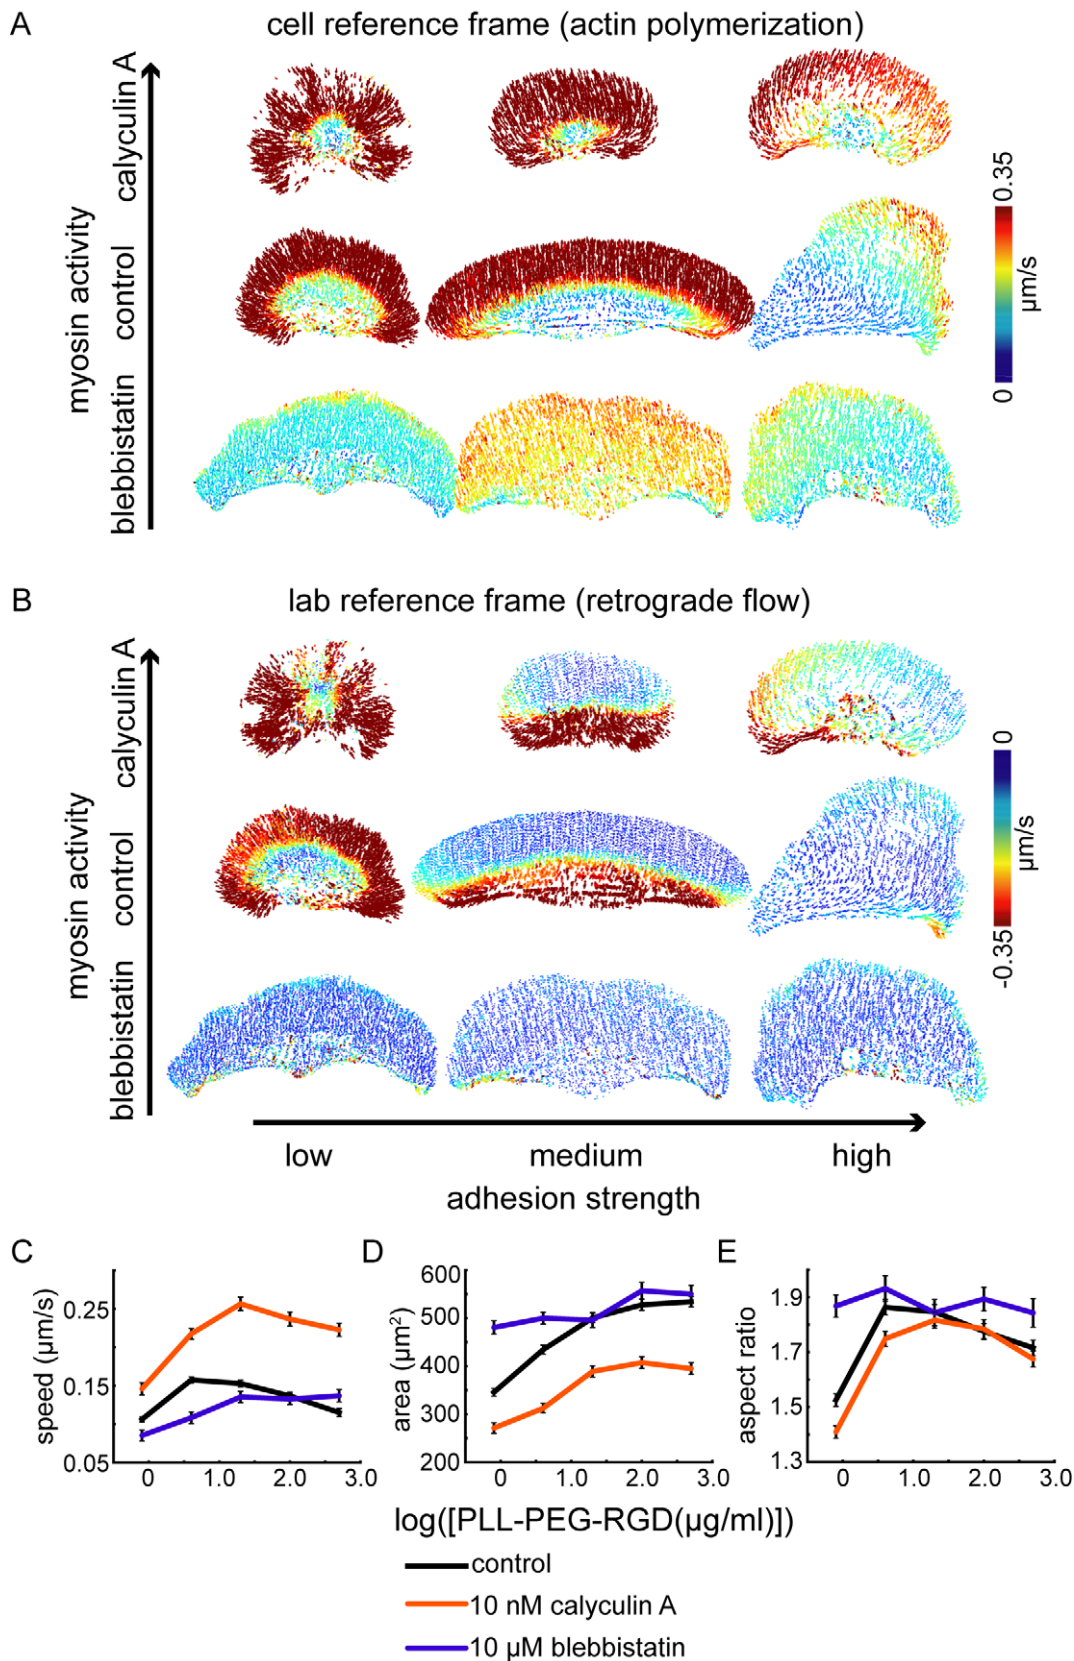 A
cell reference frame (actin polymerization)
myosin activity
calyculin A
control
blebbistatin
0.35
µm/s
0
B
lab reference frame (retrograde flow)
myosin activity
calyculin A
control
blebbistatin
0
µm/s
-0.35
low medium high
adhesion strength
C
speed (µm/s)
0.25
0.15
0.05
0 1.0 2.0 3.0
D
area (µm²)
600
500
400
300
200
0 1.0 2.0 3.0
E
aspect ratio
1.9
1.7
1.5
1.3
0 1.0 2.0 3.0
log([PLL-PEG-RGD(µg/ml)])
control
10 nM calyculin A
10 µM blebbistatin